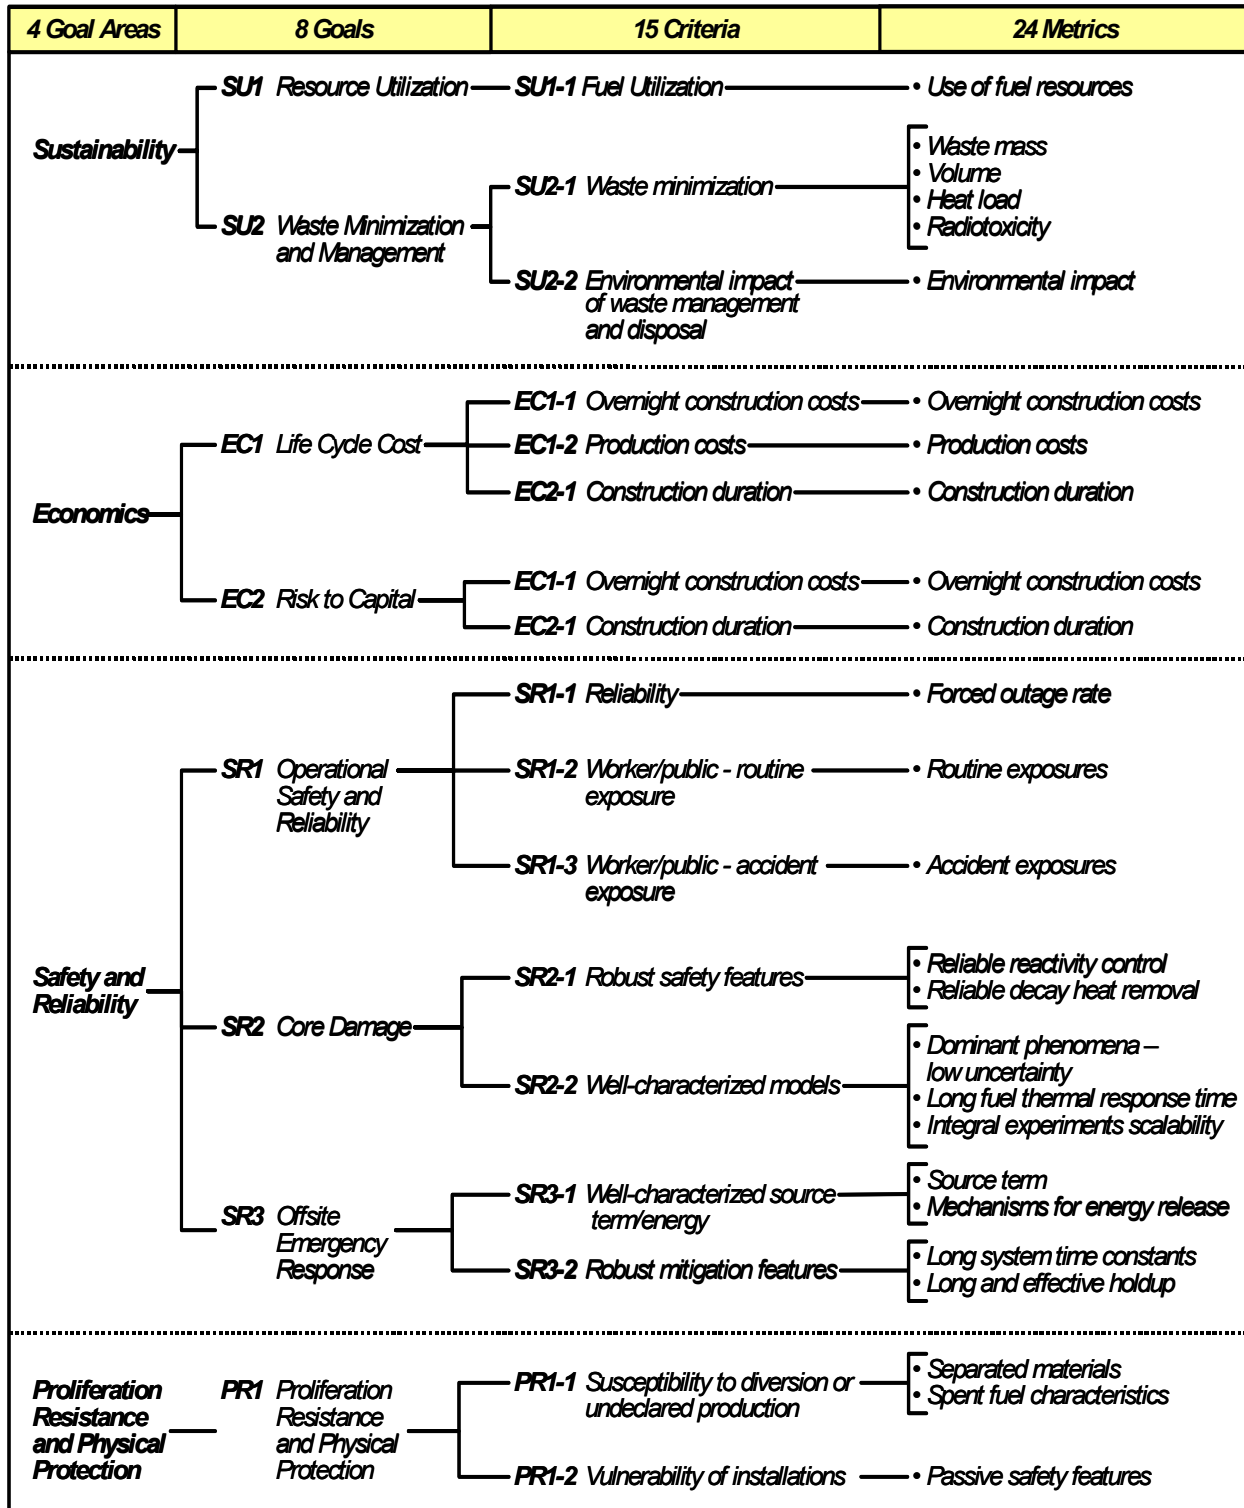 4 Goal Areas
8 Goals
15 Criteria
24 Metrics
Sustainability
SU1 Resource Utilization
SU1-1 Fuel Utilization
• Use of fuel resources
SU2 Waste Minimization
and Management
SU2-1 Waste minimization
• Waste mass
• Volume
• Heat load
• Radiotoxicity
SU2-2 Environmental impact
of waste management
and disposal
• Environmental impact
Economics
EC1 Life Cycle Cost
EC1-1 Overnight construction costs
• Overnight construction costs
EC1-2 Production costs
• Production costs
EC2-1 Construction duration
• Construction duration
EC2 Risk to Capital
EC1-1 Overnight construction costs
• Overnight construction costs
EC2-1 Construction duration
• Construction duration
Safety and
Reliability
SR1 Operational
Safety and
Reliability
SR1-1 Reliability
• Forced outage rate
SR1-2 Worker/public - routine
exposure
• Routine exposures
SR1-3 Worker/public - accident
exposure
• Accident exposures
SR2 Core Damage
SR2-1 Robust safety features
• Reliable reactivity control
• Reliable decay heat removal
SR2-2 Well-characterized models
• Dominant phenomena –
low uncertainty
• Long fuel thermal response time
• Integral experiments scalability
SR3 Offsite
Emergency
Response
SR3-1 Well-characterized source
term/energy
• Source term
• Mechanisms for energy release
SR3-2 Robust mitigation features
• Long system time constants
• Long and effective holdup
Proliferation
Resistance
and Physical
Protection
PR1 Proliferation
Resistance
and Physical
Protection
PR1-1 Susceptibility to diversion or
undeclared production
• Separated materials
• Spent fuel characteristics
PR1-2 Vulnerability of installations
• Passive safety features